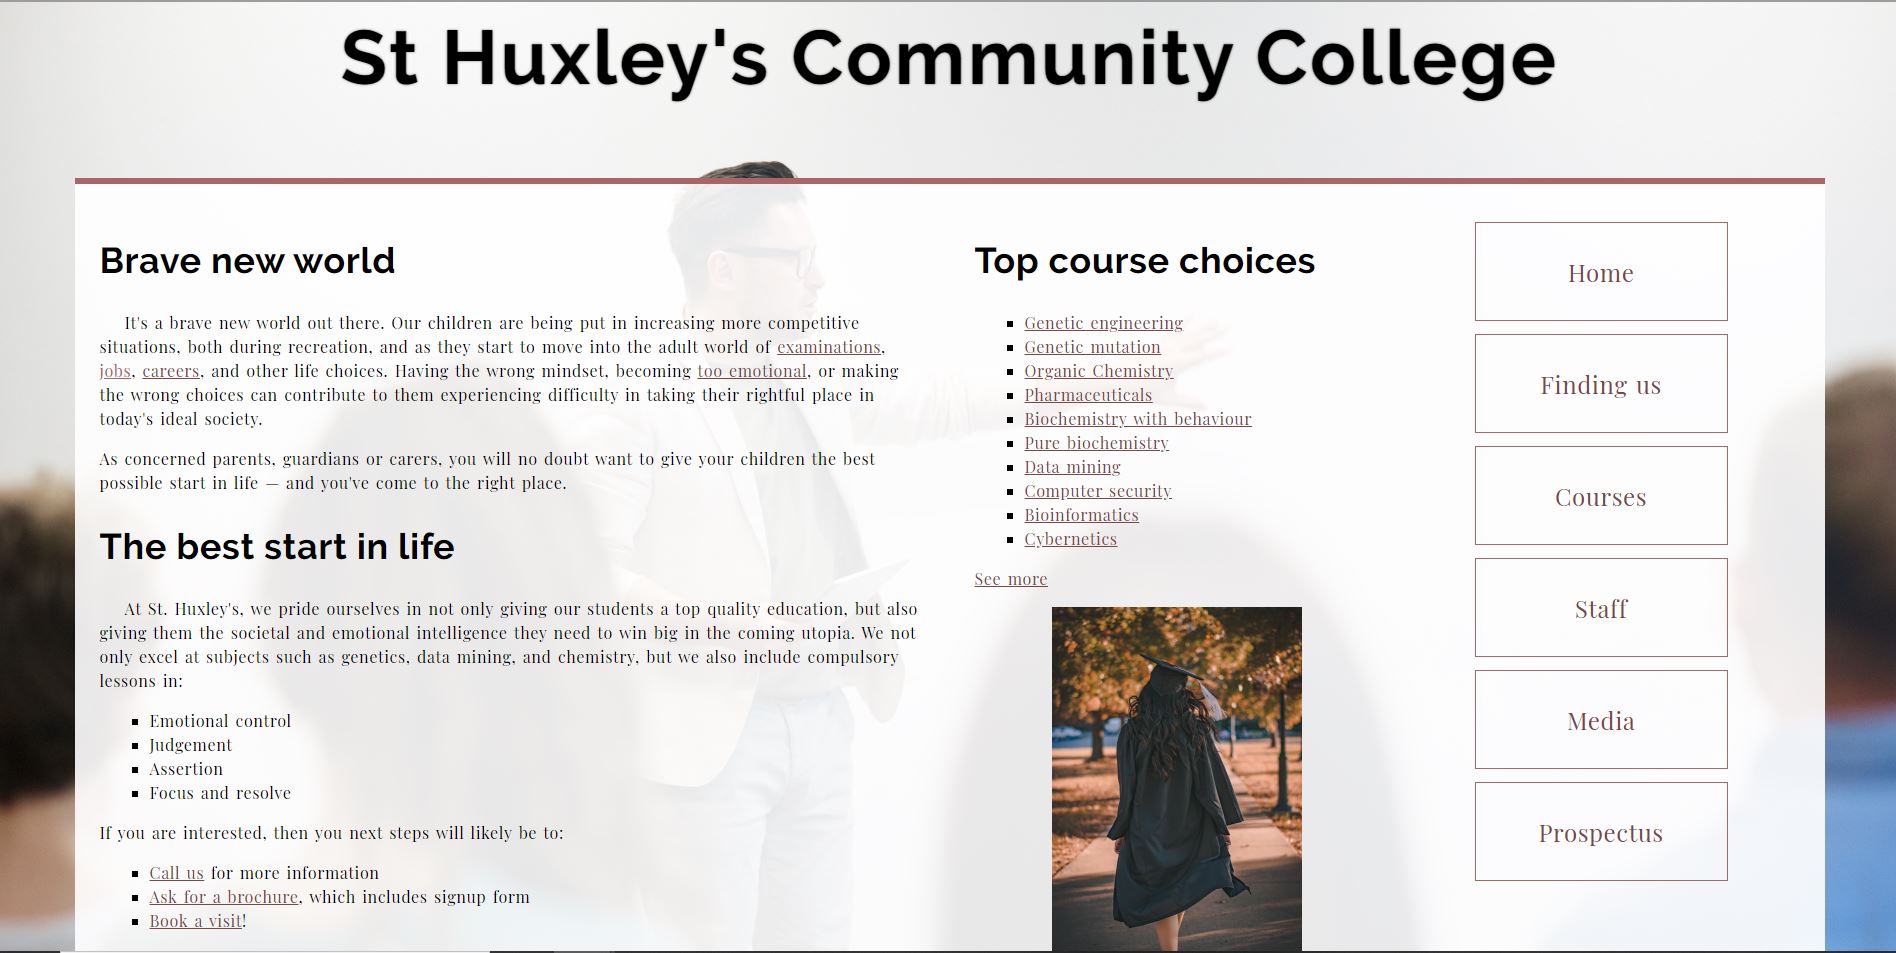 St Huxley's Community College
Brave new world
It's a brave new world out there. Our children are being put in increasing more competitive
situations, both during recreation, and as they start to move into the adult world of examinations,
jobs, careers, and other life choices. Having the wrong mindset, becoming too emotional, or making
the wrong choices can contribute to them experiencing difficulty in taking their rightful place in
today's ideal society.
As concerned parents, guardians or carers, you will no doubt want to give your children the best
possible start in life — and you've come to the right place.
The best start in life
At St. Huxley's, we pride ourselves in not only giving our students a top quality education, but also
giving them the societal and emotional intelligence they need to win big in the coming utopia. We not
only excel at subjects such as genetics, data mining, and chemistry, but we also include compulsory
lessons in:
Emotional control
Judgement
Assertion
Focus and resolve
If you are interested, then you next steps will likely be to:
Call us for more information
Ask for a brochure, which includes signup form
Book a visit!
Top course choices
Genetic engineering
Genetic mutation
Organic Chemistry
Pharmaceuticals
Biochemistry with behaviour
Pure biochemistry
Data mining
Computer security
Bioinformatics
Cybernetics
See more
Home
Finding us
Courses
Staff
Media
Prospectus